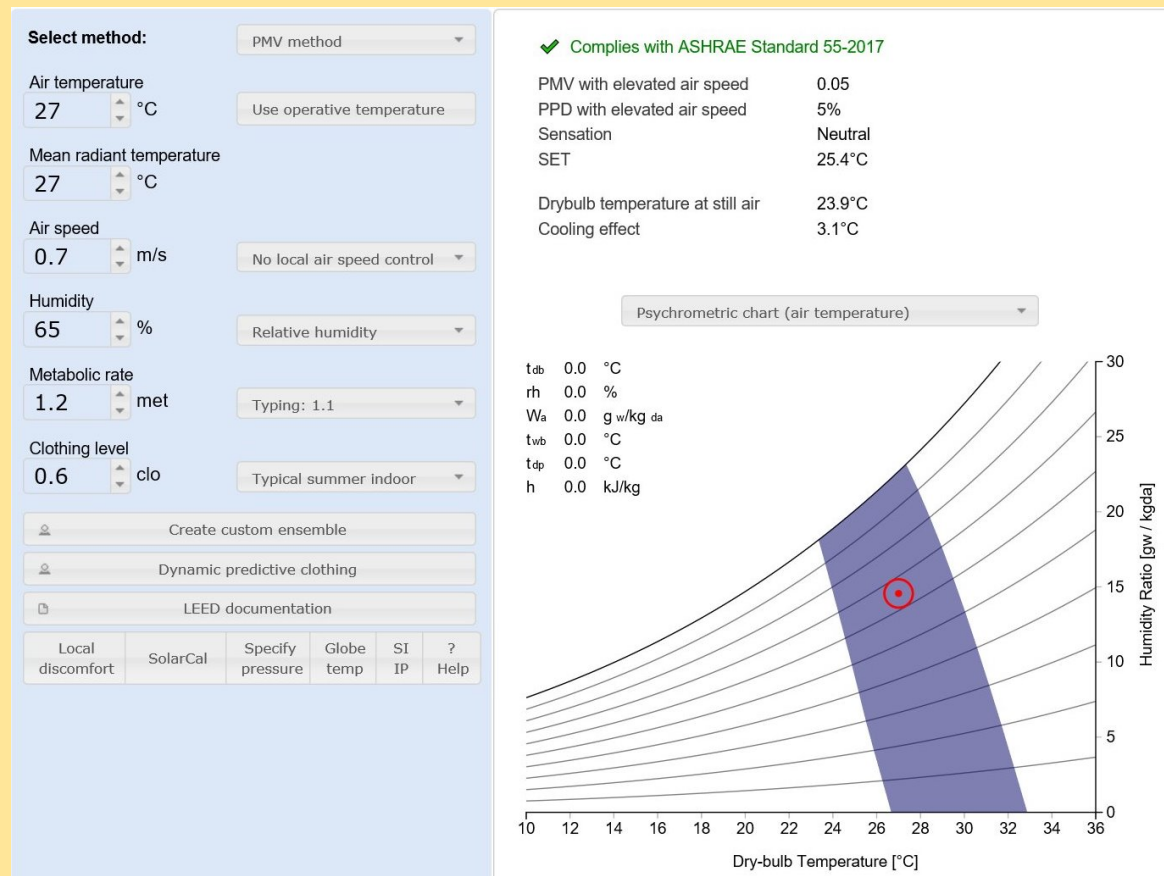 Select method:
PMV method
Air temperature
27 °C
Use operative temperature
Mean radiant temperature
27 °C
Air speed
0.7 m/s
No local air speed control
Humidity
65 %
Relative humidity
Metabolic rate
1.2 met
Typing: 1.1
Clothing level
0.6 clo
Typical summer indoor
Create custom ensemble
Dynamic predictive clothing
LEED documentation
Local discomfort
SolarCal
Specify pressure
Globe temp
SI IP
? Help
Complies with ASHRAE Standard 55-2017
PMV with elevated air speed 0.05
PPD with elevated air speed 5%
Sensation Neutral
SET 25.4°C
Drybulb temperature at still air 23.9°C
Cooling effect 3.1°C
Psychrometric chart (air temperature)
tdb 0.0 °C
rh 0.0 %
Wa 0.0 g w/kg da
twb 0.0 °C
tdp 0.0 °C
h 0.0 kJ/kg
30
25
20
15
10
5
0
Humidity Ratio [gw / kgda]
10 12 14 16 18 20 22 24 26 28 30 32 34 36
Dry-bulb Temperature [°C]